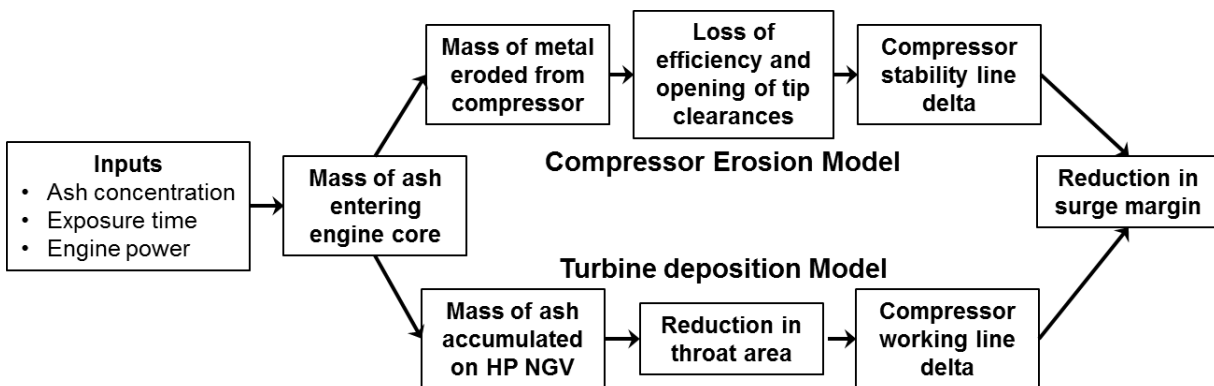 Inputs
• Ash concentration
• Exposure time
• Engine power
Mass of ash
entering
engine core
Mass of metal
eroded from
compressor
Loss of
efficiency and
opening of tip
clearances
Compressor
stability line
delta
Compressor Erosion Model
Reduction in
surge margin
Turbine deposition Model
Mass of ash
accumulated
on HP NGV
Reduction in
throat area
Compressor
working line
delta